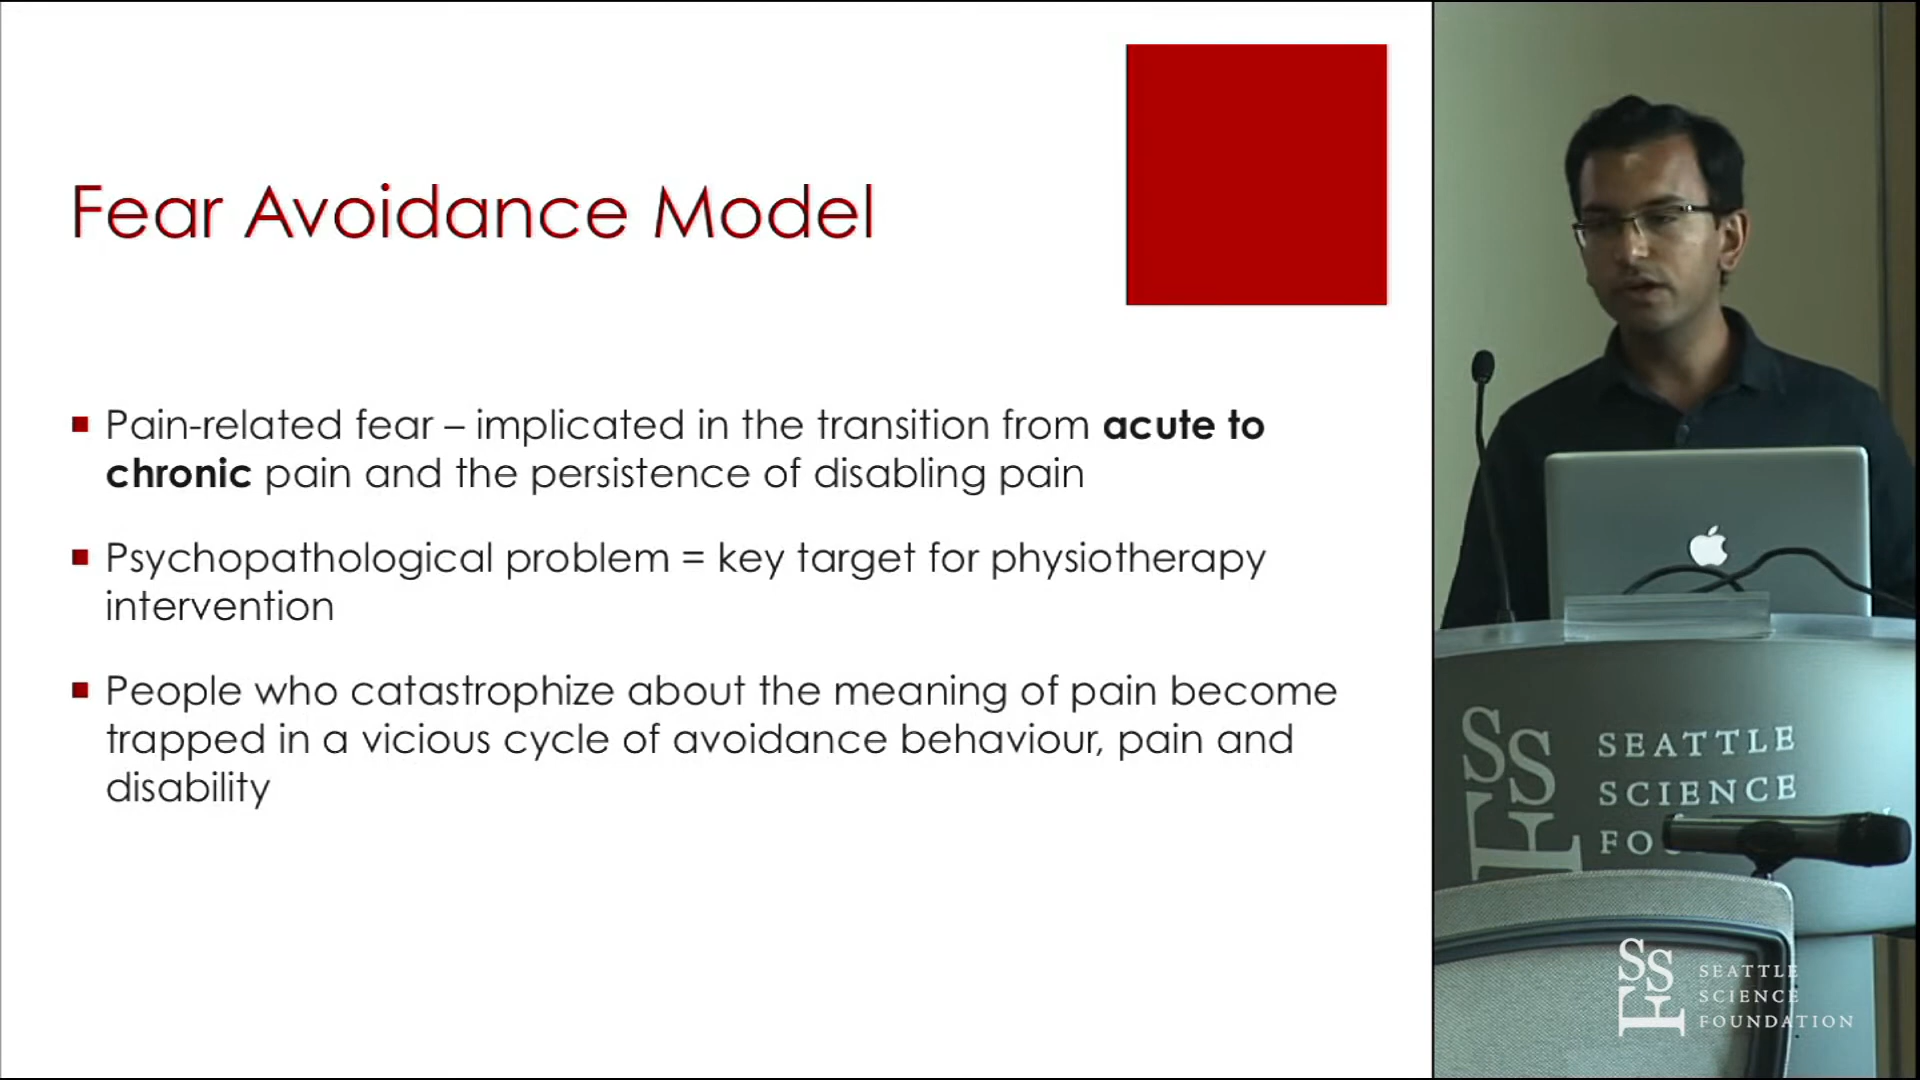 Fear Avoidance Model
Pain-related fear – implicated in the transition from acute to
chronic pain and the persistence of disabling pain
Psychopathological problem = key target for physiotherapy
intervention
People who catastrophize about the meaning of pain become
trapped in a vicious cycle of avoidance behaviour, pain and
disability
SSF
SEATTLE
SCIENCE
FO
SSF
SEATTLE
SCIENCE
FOUNDATION